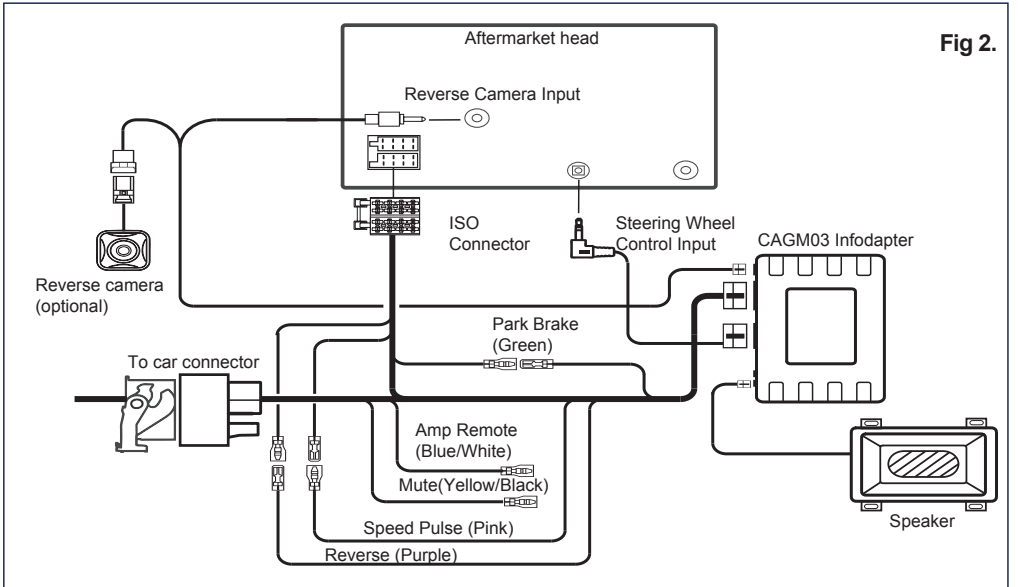 Aftermarket head
Fig 2.
Reverse Camera Input
ISO
Connector
Steering Wheel
Control Input
CAGM03 Infodapter
Reverse camera
(optional)
Park Brake
(Green)
To car connector
Amp Remote
(Blue/White)
Mute(Yellow/Black)
Speed Pulse (Pink)
Reverse (Purple)
Speaker